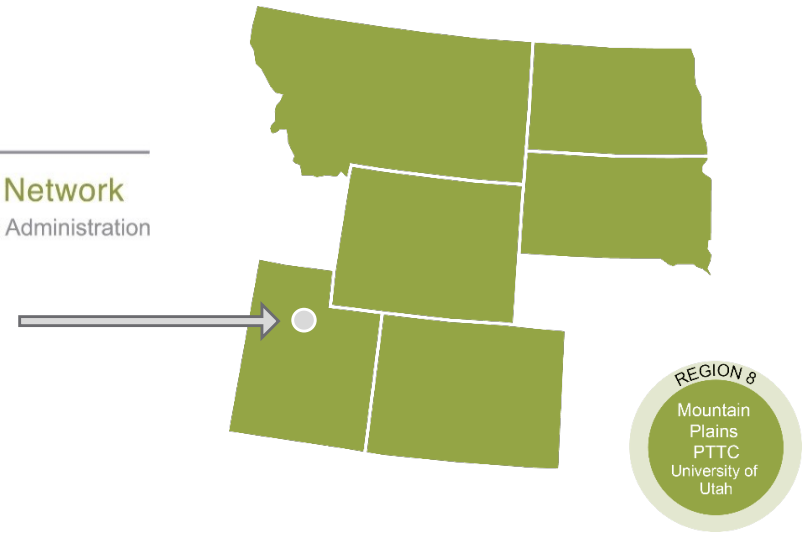 Network
Administration
REGION 8
Mountain
Plains
PTTC
University of
Utah